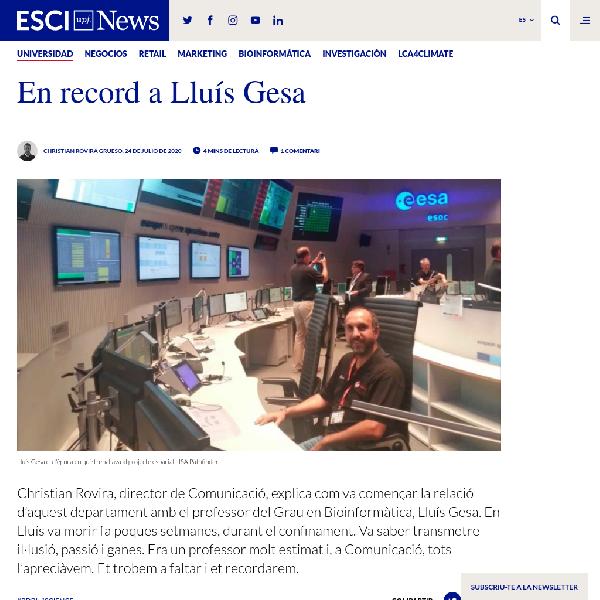 ESCI upf. News
ES
UNIVERSIDAD NEGOCIOS RETAIL MARKETING BIOINFORMÁTICA INVESTIGACIÓN LCA4CLIMATE
En record a Lluís Gesa
CHRISTIAN ROVIRA GRUESO, 24 DE JULIO DE 2020 4 MINS DE LECTURA 1 COMENTARI
esa
esoc
Christian Rovira, director de Comunicació, explica com va començar la relació
d'aquest departament amb el professor del Grau en Bioinformàtica, Lluís Gesa. En
Lluís va morir fa poques setmanes, durant el confinament. Va saber transmetre
il·lusió, passió i ganes. Era un professor molt estimat i, a Comunicació, tots
l'apreciàvem. Et trobem a faltar i et recordarem.
SUBSCRIU-TE A LA NEWSLETTER